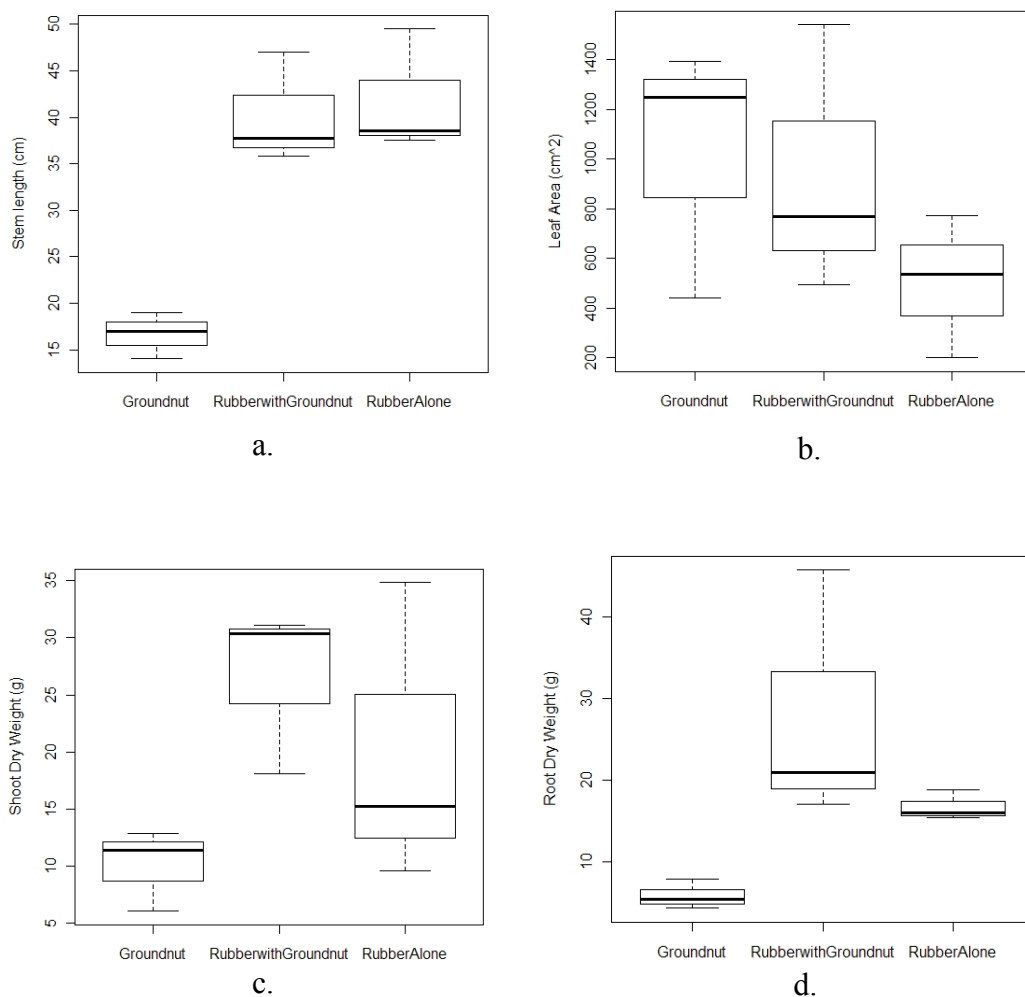 Stem length (cm)
50
45
40
35
30
25
20
15
Groundnut RubberwithGroundnut RubberAlone
a.
Leaf Area (cm^2)
1400
1200
1000
800
600
400
200
Groundnut RubberwithGroundnut RubberAlone
b.
Shoot Dry Weight (g)
35
30
25
20
15
10
5
Groundnut RubberwithGroundnut RubberAlone
c.
Root Dry Weight (g)
40
30
20
10
Groundnut RubberwithGroundnut RubberAlone
d.